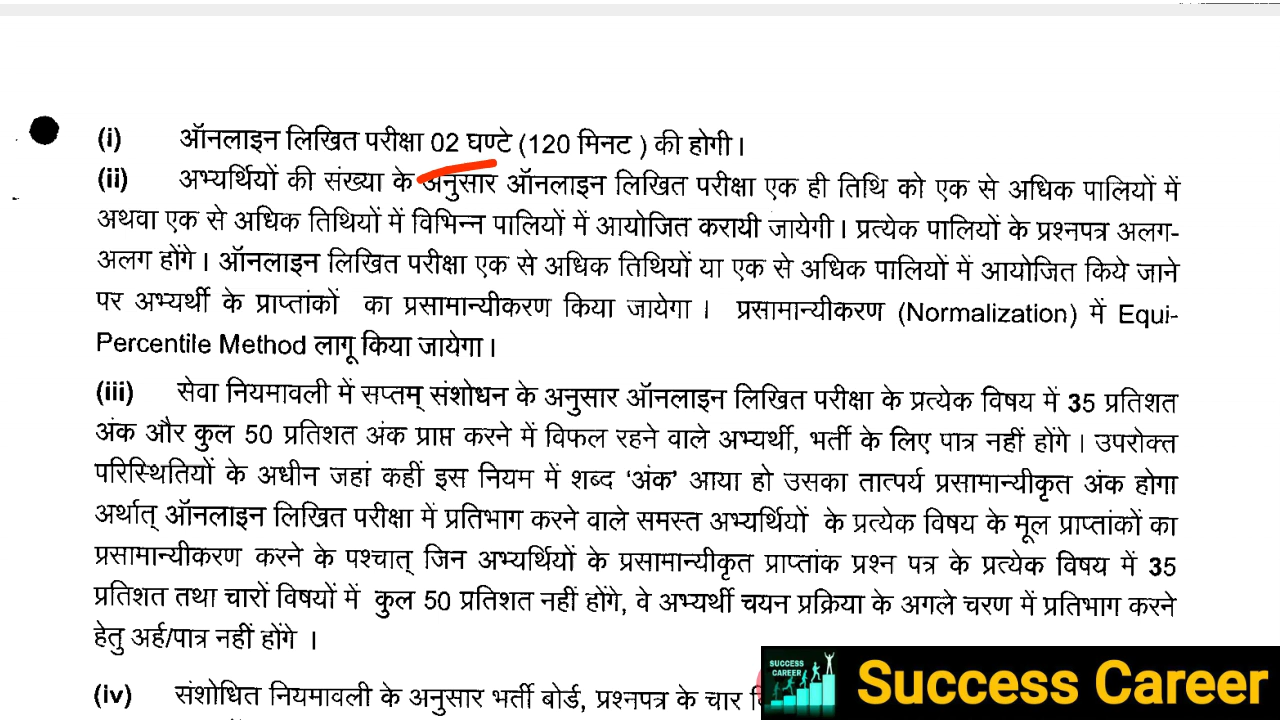 (i) ऑनलाइन लिखित परीक्षा 02 घण्टे (120 मिनट ) की होगी।
(ii) अभ्यर्थियों की संख्या के अनुसार ऑनलाइन लिखित परीक्षा एक ही तिथि को एक से अधिक पालियों में
अथवा एक से अधिक तिथियों में विभिन्न पालियों में आयोजित करायी जायेगी। प्रत्येक पालियों के प्रश्नपत्र अलग-
अलग होंगे। ऑनलाइन लिखित परीक्षा एक से अधिक तिथियों या एक से अधिक पालियों में आयोजित किये जाने
पर अभ्यर्थी के प्राप्तांकों का प्रसामान्यीकरण किया जायेगा । प्रसामान्यीकरण (Normalization) में Equi-
Percentile Method लागू किया जायेगा।
(iii) सेवा नियमावली में सप्तम् संशोधन के अनुसार ऑनलाइन लिखित परीक्षा के प्रत्येक विषय में 35 प्रतिशत
अंक और कुल 50 प्रतिशत अंक प्राप्त करने में विफल रहने वाले अभ्यर्थी, भर्ती के लिए पात्र नहीं होंगे। उपरोक्त
परिस्थितियों के अधीन जहां कहीं इस नियम में शब्द ‘अंक’ आया हो उसका तात्पर्य प्रसामान्यीकृत अंक होगा
अर्थात् ऑनलाइन लिखित परीक्षा में प्रतिभाग करने वाले समस्त अभ्यर्थियों के प्रत्येक विषय के मूल प्राप्तांकों का
प्रसामान्यीकरण करने के पश्चात् जिन अभ्यर्थियों के प्रसामान्यीकृत प्राप्तांक प्रश्न पत्र के प्रत्येक विषय में 35
प्रतिशत तथा चारों विषयों में कुल 50 प्रतिशत नहीं होंगे, वे अभ्यर्थी चयन प्रक्रिया के अगले चरण में प्रतिभाग करने
हेतु अर्ह/पात्र नहीं होंगे ।
(iv) संशोधित नियमावली के अनुसार भर्ती बोर्ड, प्रश्नपत्र के चार
SUCCESS
CAREER
Success Career